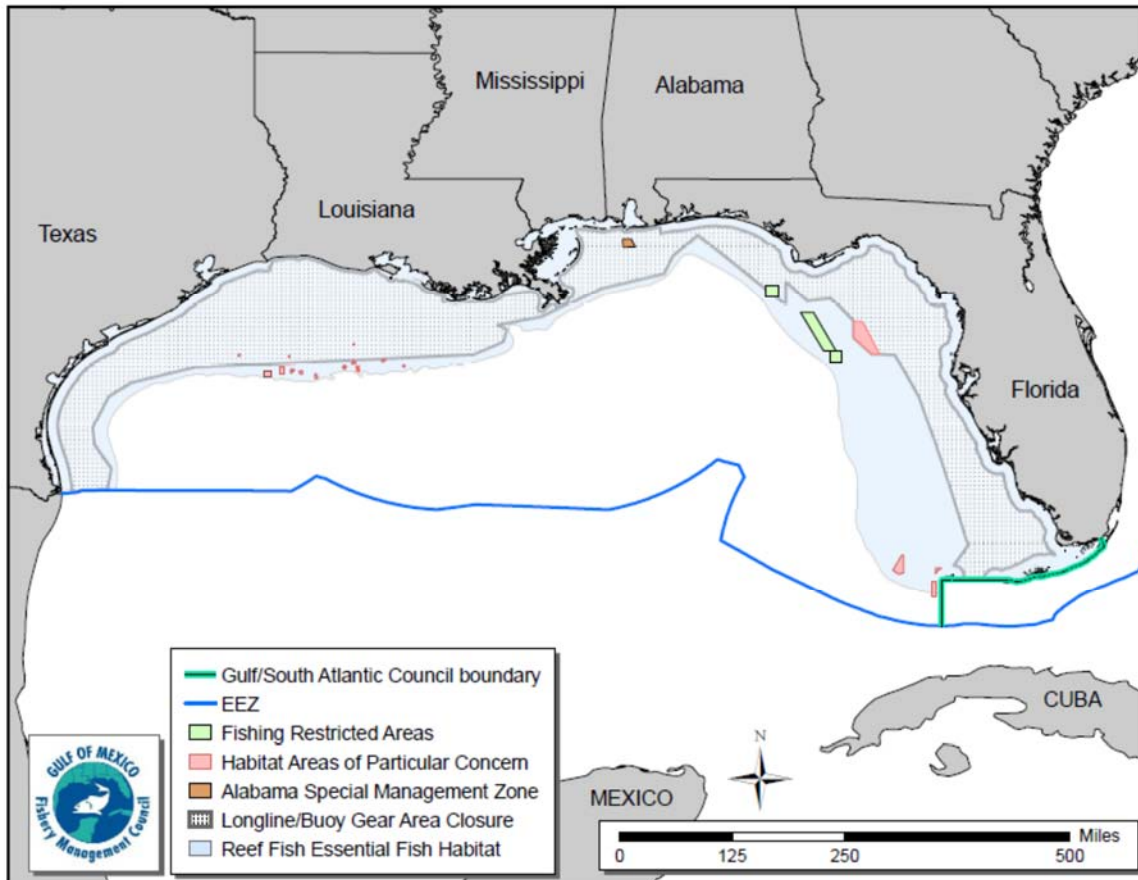 Mississippi
Alabama
Louisiana
Texas
Florida
Gulf/South Atlantic Council boundary
EEZ
Fishing Restricted Areas
Habitat Areas of Particular Concern
Alabama Special Management Zone
Longline/Buoy Gear Area Closure
Reef Fish Essential Fish Habitat
CUBA
N
MEXICO
GULF OF MEXICO
Fishery Management Council
Miles
0 125 250 500